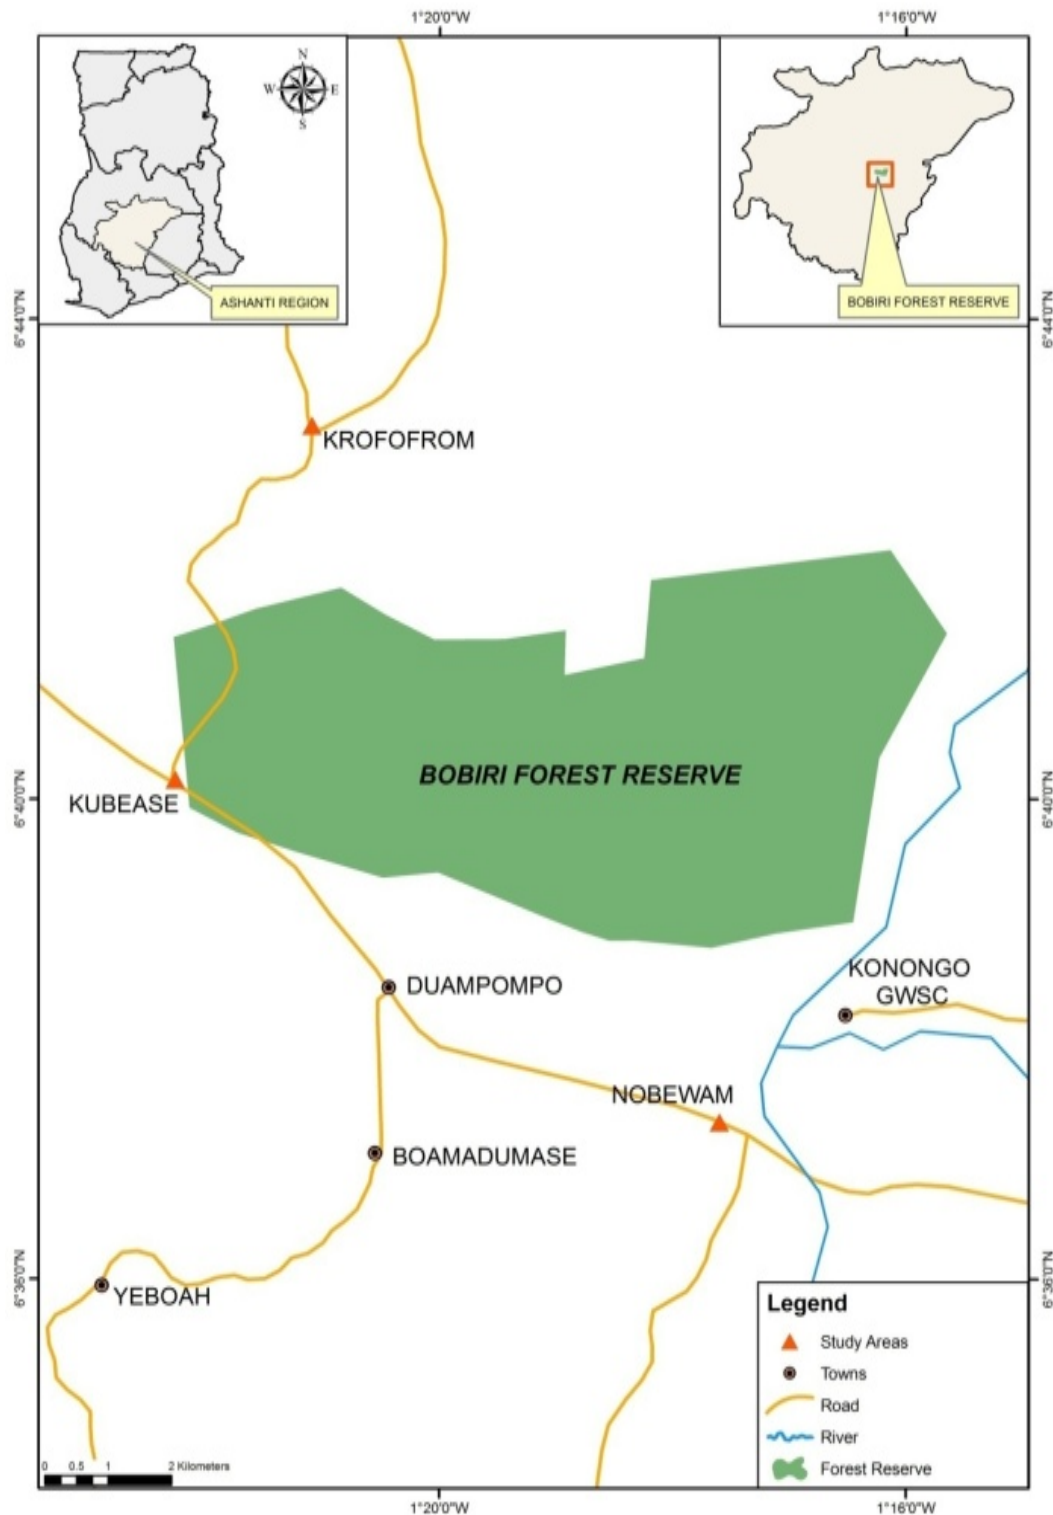 1°20'0"W
1°16'0"W
N
W
E
S
ASHANTI REGION
BOBIRI FOREST RESERVE
6°44'0"N
6°44'0"N
KROFOFROM
BOBIRI FOREST RESERVE
KUBEASE
6°40'0"N
6°40'0"N
KONONGO
GWSC
DUAMPOMPO
NOBEWAM
BOAMADUMASE
6°36'0"N
6°36'0"N
YEBOAH
Legend
Study Areas
Towns
Road
River
Forest Reserve
0 0.5 1 2 Kilometers
1°20'0"W
1°16'0"W